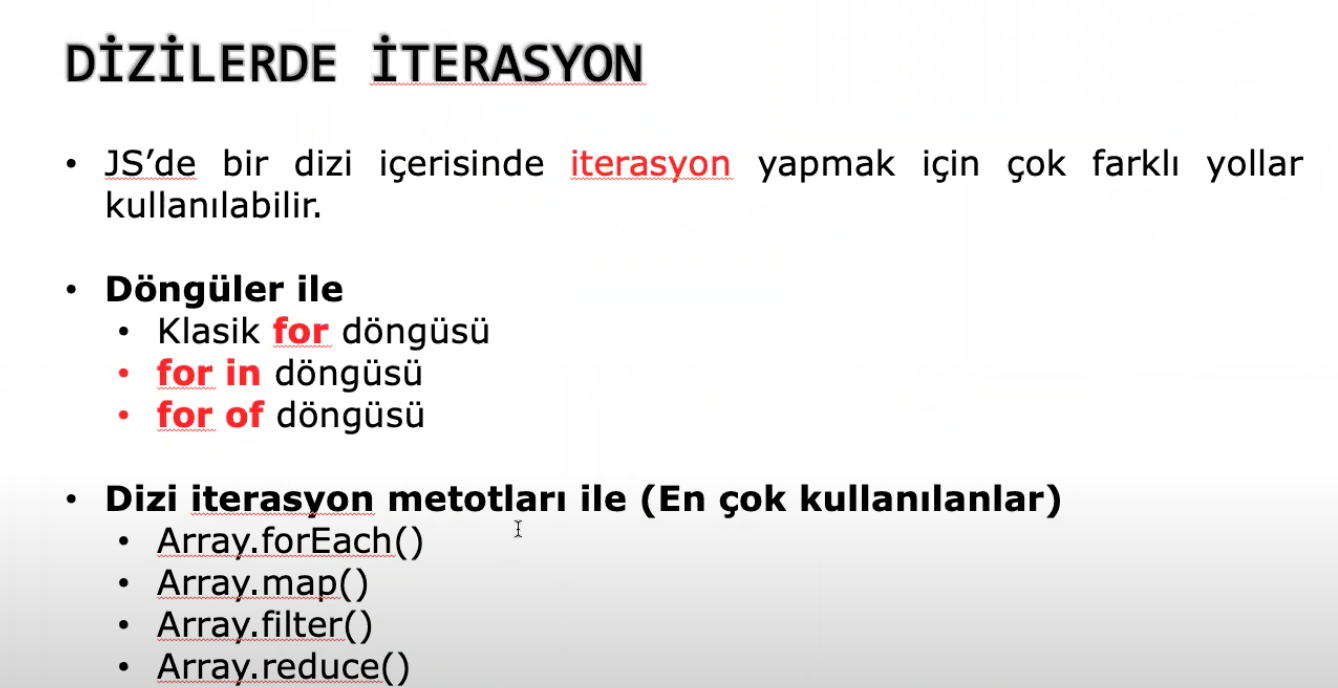 DİZİLERDE İTERASYON
• JS’de bir dizi içerisinde iterasyon yapmak için çok farklı yollar
kullanılabilir.
• Döngüler ile
• Klasik for döngüsü
• for in döngüsü
• for of döngüsü
• Dizi iterasyon metotları ile (En çok kullanılanlar)
• Array.forEach()
• Array.map()
• Array.filter()
• Array.reduce()